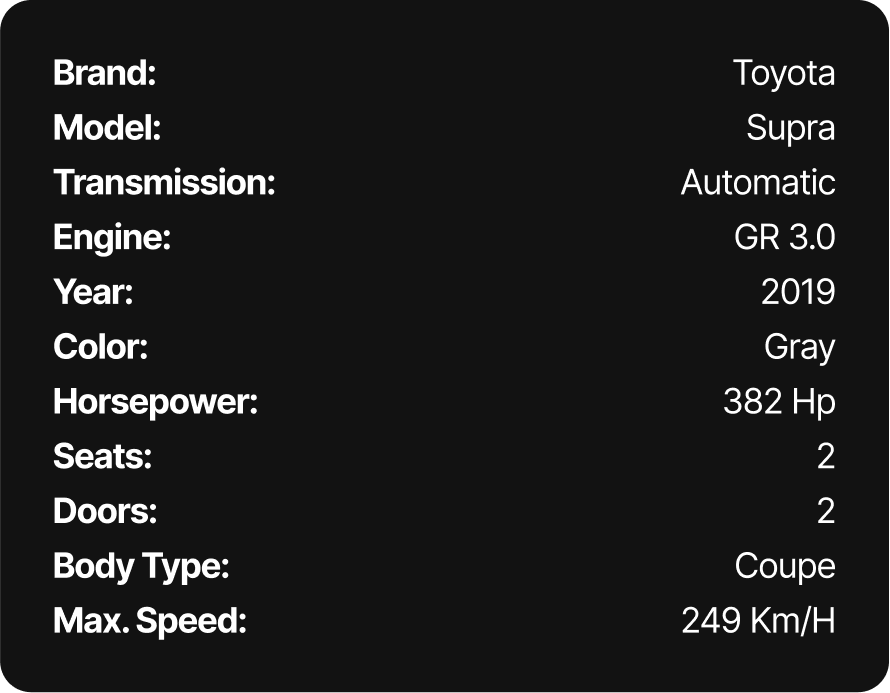 Brand: Toyota
Model: Supra
Transmission: Automatic
Engine: GR 3.0
Year: 2019
Color: Gray
Horsepower: 382 Hp
Seats: 2
Doors: 2
Body Type: Coupe
Max. Speed: 249 Km/H